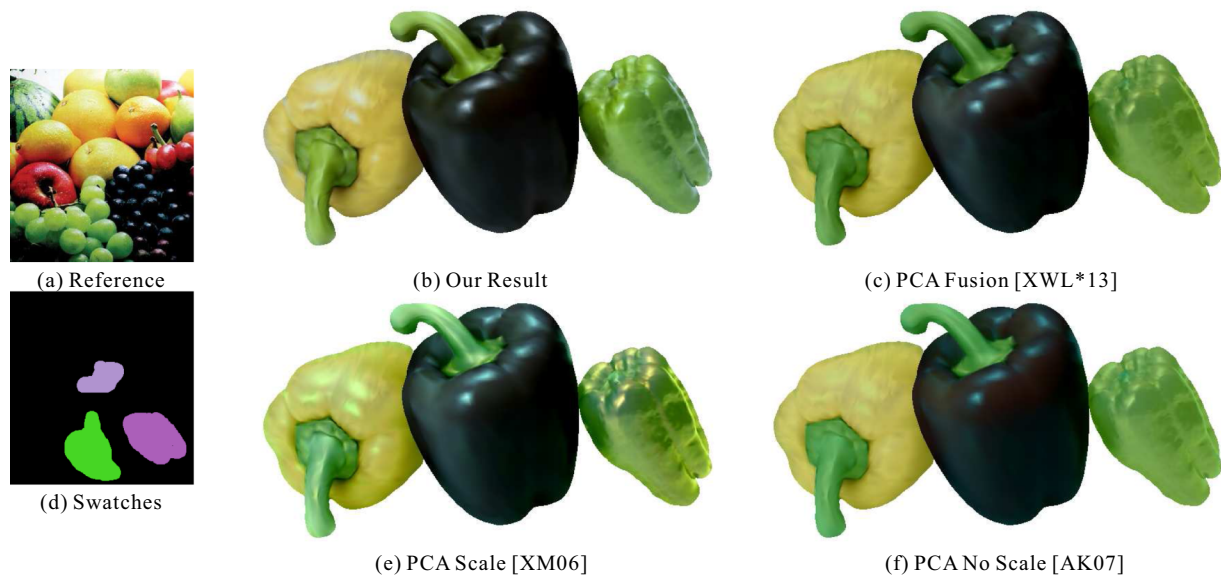 (a) Reference
(b) Our Result
(c) PCA Fusion [XWL*13]
(d) Swatches
(e) PCA Scale [XM06]
(f) PCA No Scale [AK07]